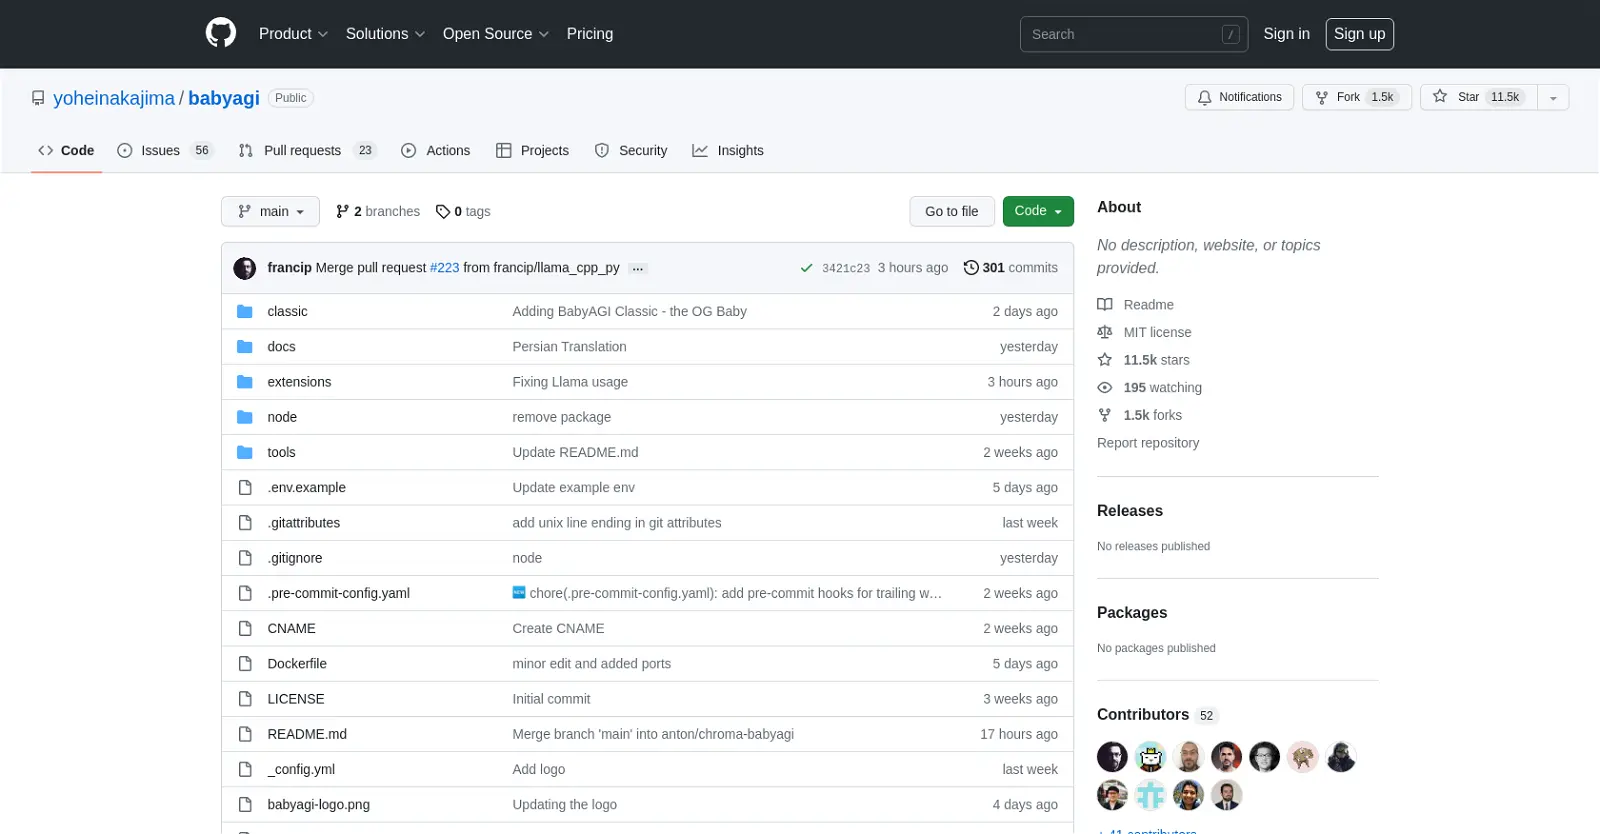 Product Solutions Open Source Pricing Search / Sign in Sign up
yoheinakajima / babyagi Public Notifications Fork 1.5k Star 11.5k
Code Issues 56 Pull requests 23 Actions Projects Security Insights
main 2 branches 0 tags Go to file Code
francip Merge pull request #223 from francip/llama_cpp_py ... 3421c23 3 hours ago 301 commits
classic Adding BabyAGI Classic - the OG Baby 2 days ago
docs Persian Translation yesterday
extensions Fixing Llama usage 3 hours ago
node remove package yesterday
tools Update README.md 2 weeks ago
.env.example Update example env 5 days ago
.gitattributes add unix line ending in git attributes last week
.gitignore node yesterday
.pre-commit-config.yaml chore(.pre-commit-config.yaml): add pre-commit hooks for trailing w… 2 weeks ago
CNAME Create CNAME 2 weeks ago
Dockerfile minor edit and added ports 5 days ago
LICENSE Initial commit 3 weeks ago
README.md Merge branch 'main' into anton/chroma-babyagi 17 hours ago
_config.yml Add logo last week
babyagi-logo.png Updating the logo 4 days ago
About
No description, website, or topics
provided.
Readme
MIT license
11.5k stars
195 watching
1.5k forks
Report repository
Releases
No releases published
Packages
No packages published
Contributors 52
+ 41 contributors